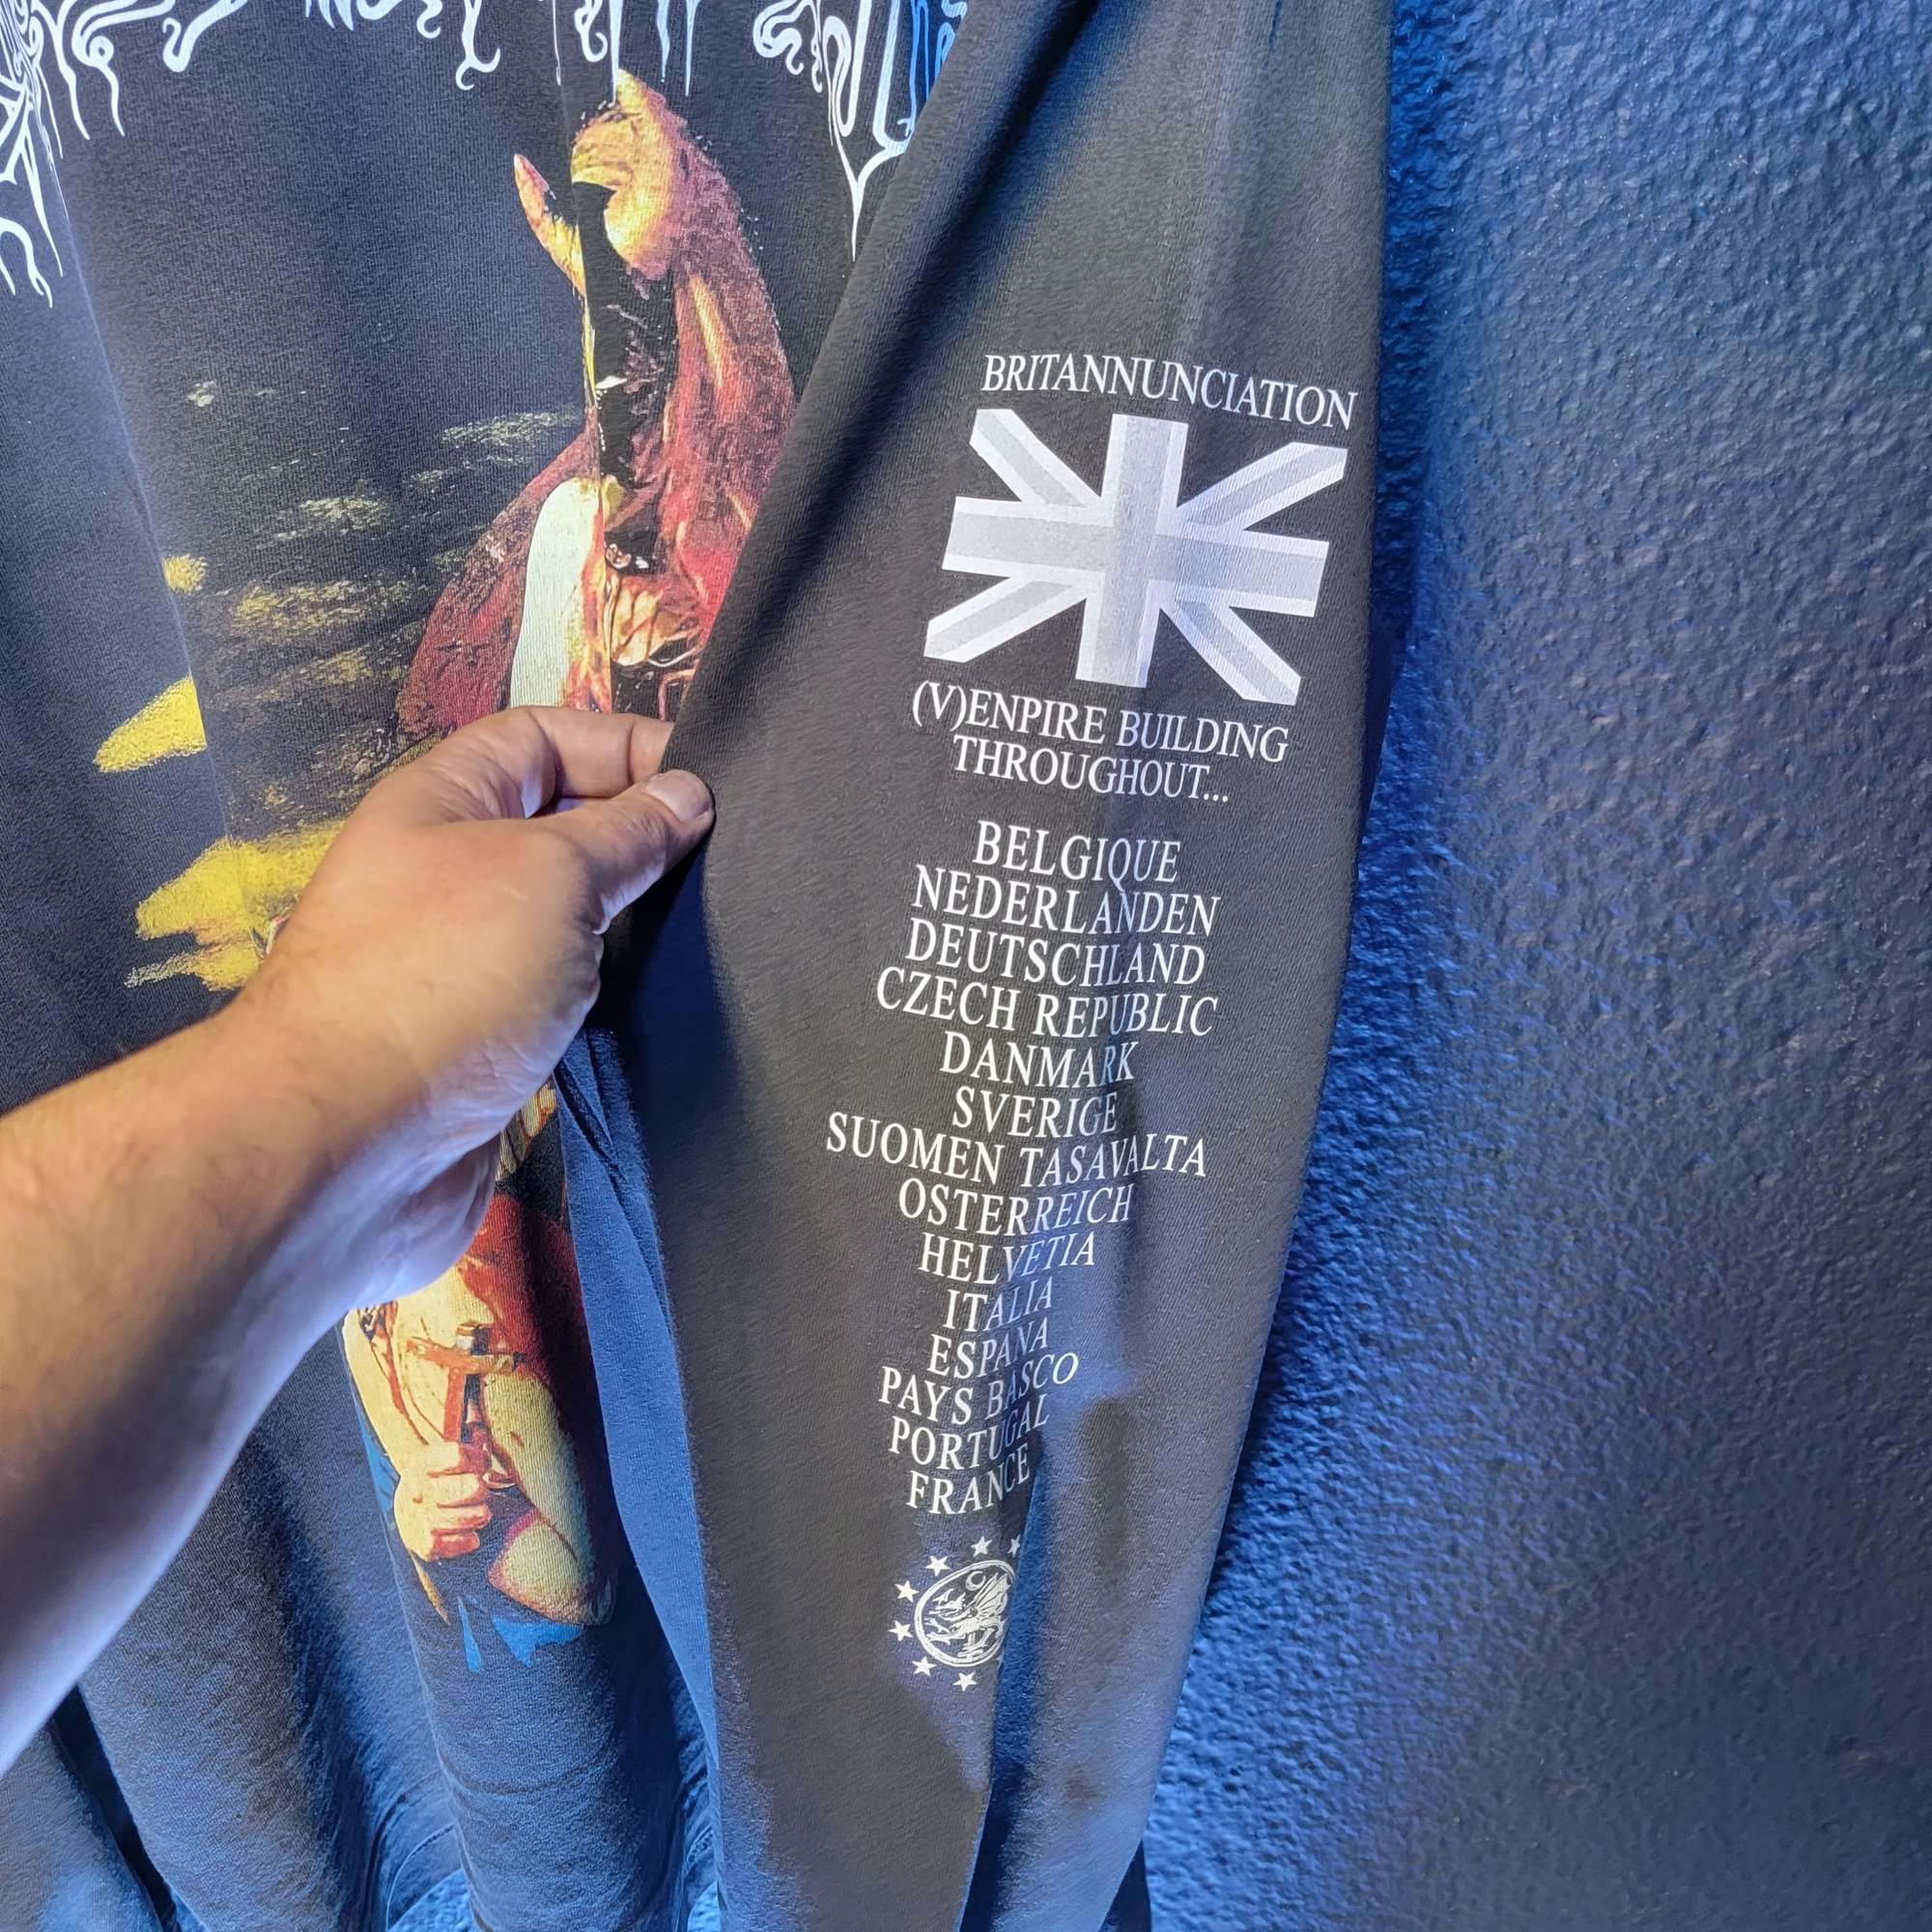 BRITANNUNCIATION
(V)ENPIRE BUILDING
THROUGHOUT...
BELGIQUE
NEDERLANDEN
DEUTSCHLAND
CZECH REPUBLIC
DANMARK
SVERIGE
SUOMEN TASAVALTA
OSTERREICH
HELVETIA
ITALIA
ESPANA
PAYS BASCO
PORTUGAL
FRANCE